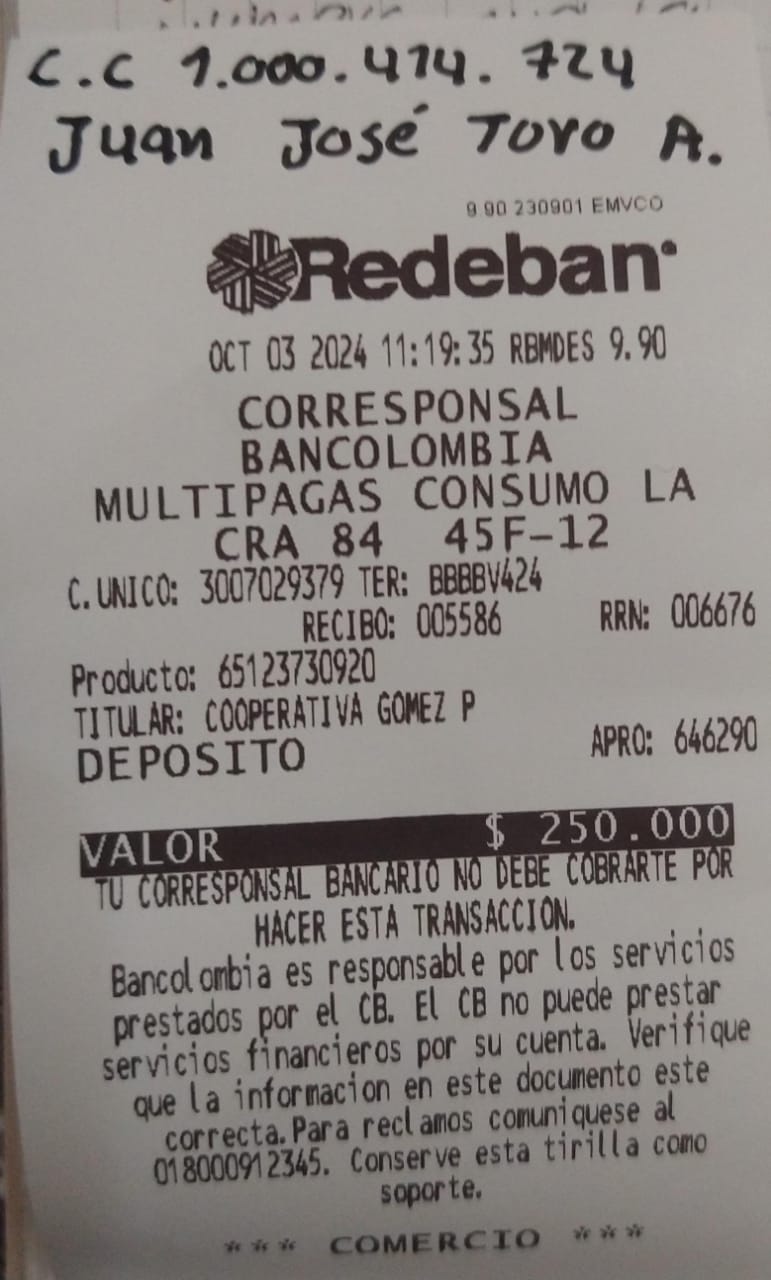 C.C 1.000.414.724
Juan José Toro A.
9 90 230901 EMVCO
Redeban
OCT 03 2024 11:19:35 RBMDES 9.90
CORRESPONSAL
BANCOLOMBIA
MULTIPAGAS CONSUMO LA
CRA 84 45F-12
C.UNICO: 3007029379 TER: BBBBV424
RECIBO: 005586 RRN: 006676
Producto: 65123730920
TITULAR: COOPERATIVA GOMEZ P
DEPOSITO APRO: 646290
VALOR $ 250.000
TU CORRESPONSAL BANCARIO NO DEBE COBRARTE POR
HACER ESTA TRANSACCION.
Bancolombia es responsable por los servicios
prestados por el CB. El CB no puede prestar
servicios financieros por su cuenta. Verifique
que la informacion en este documento este
correcta.Para reclamos comuniquese al
018000912345. Conserve esta tirilla como
soporte.
*** COMERCIO ***